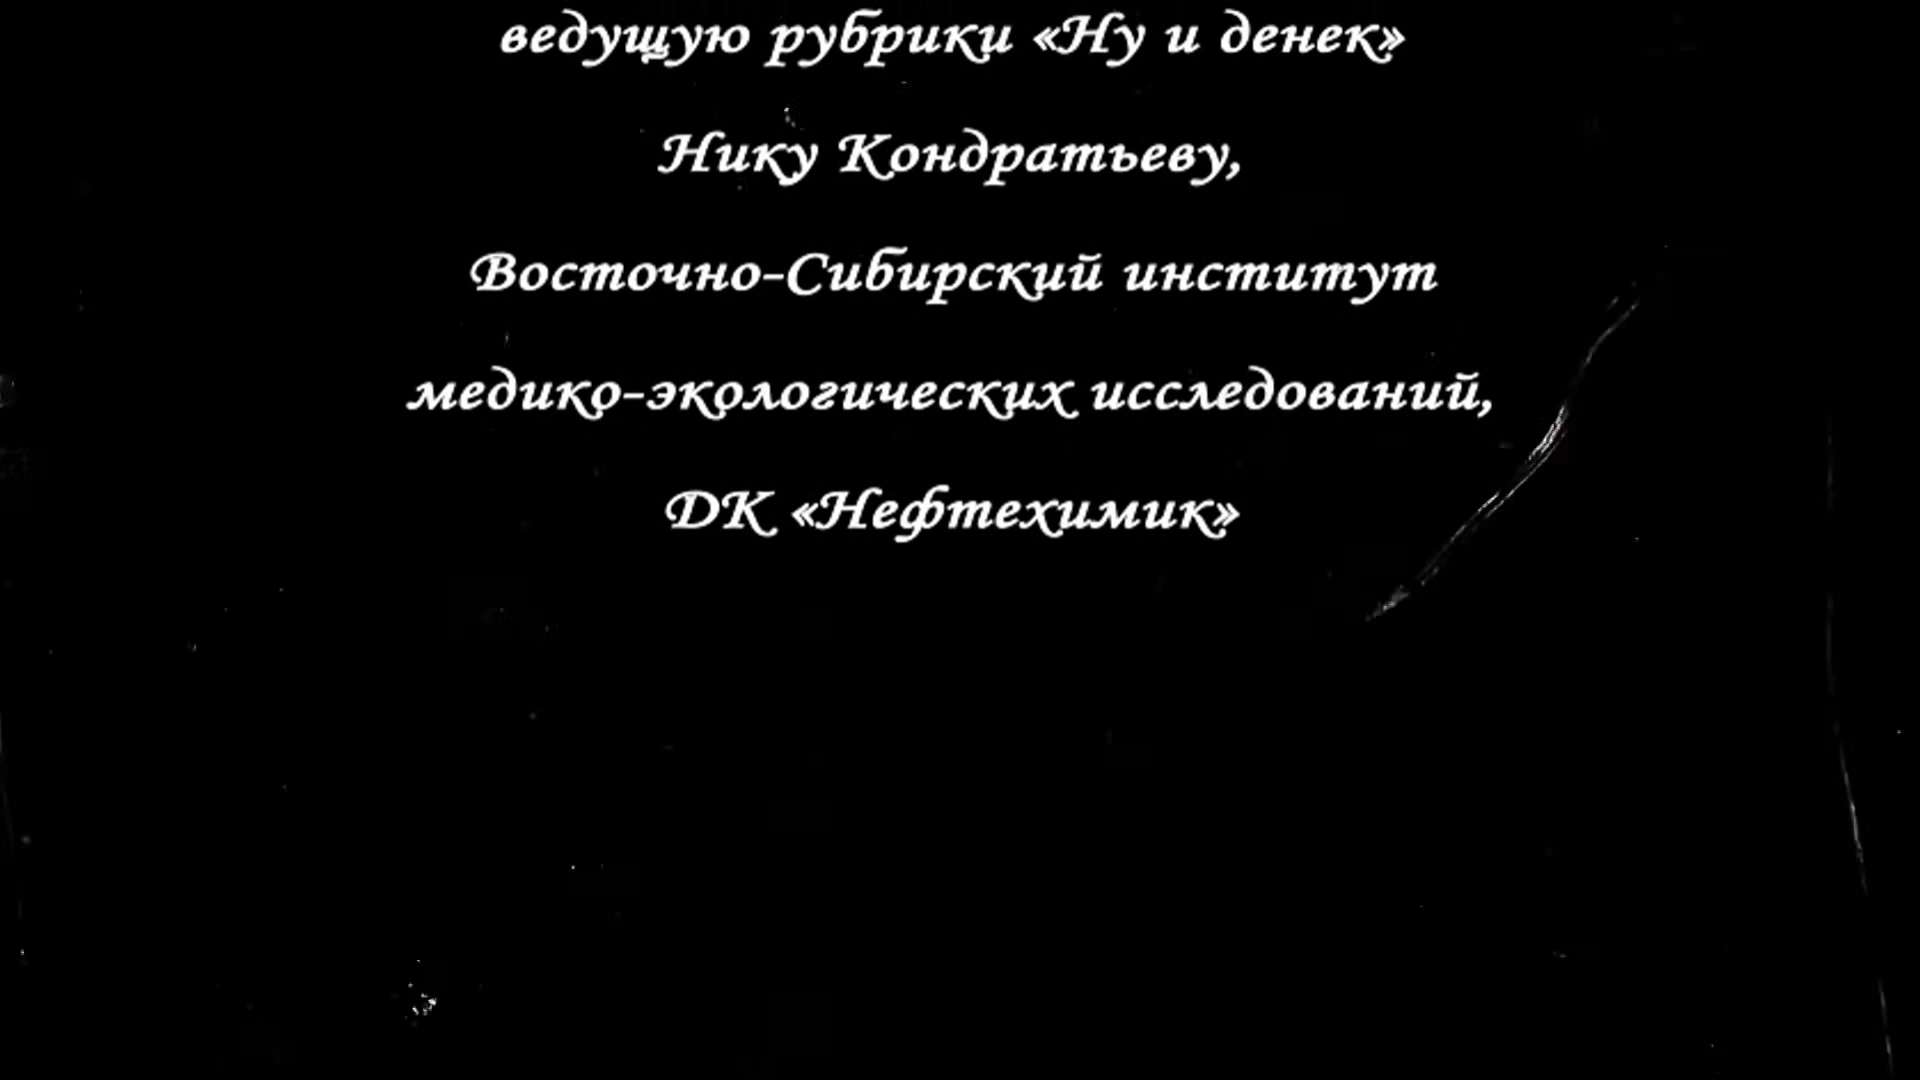 ведущую рубрики «Ну и денек»
Нику Кондратьеву,
Восточно-Сибирский институт
медико-экологических исследований,
ДК «Нефтехимик»